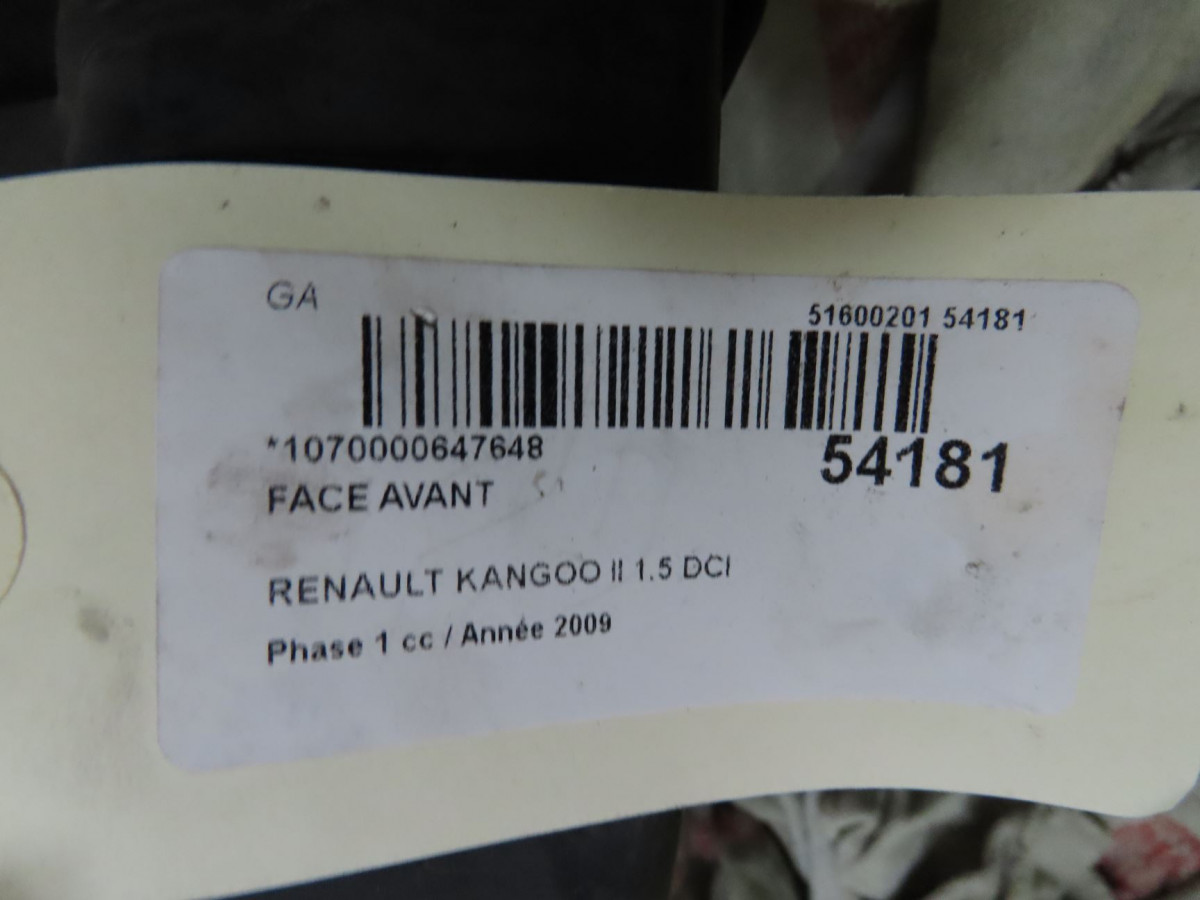 GA
51600201 54181
*1070000647648
54181
FACE AVANT
RENAULT KANGOO II 1.5 DCI
Phase 1 cc / Année 2009